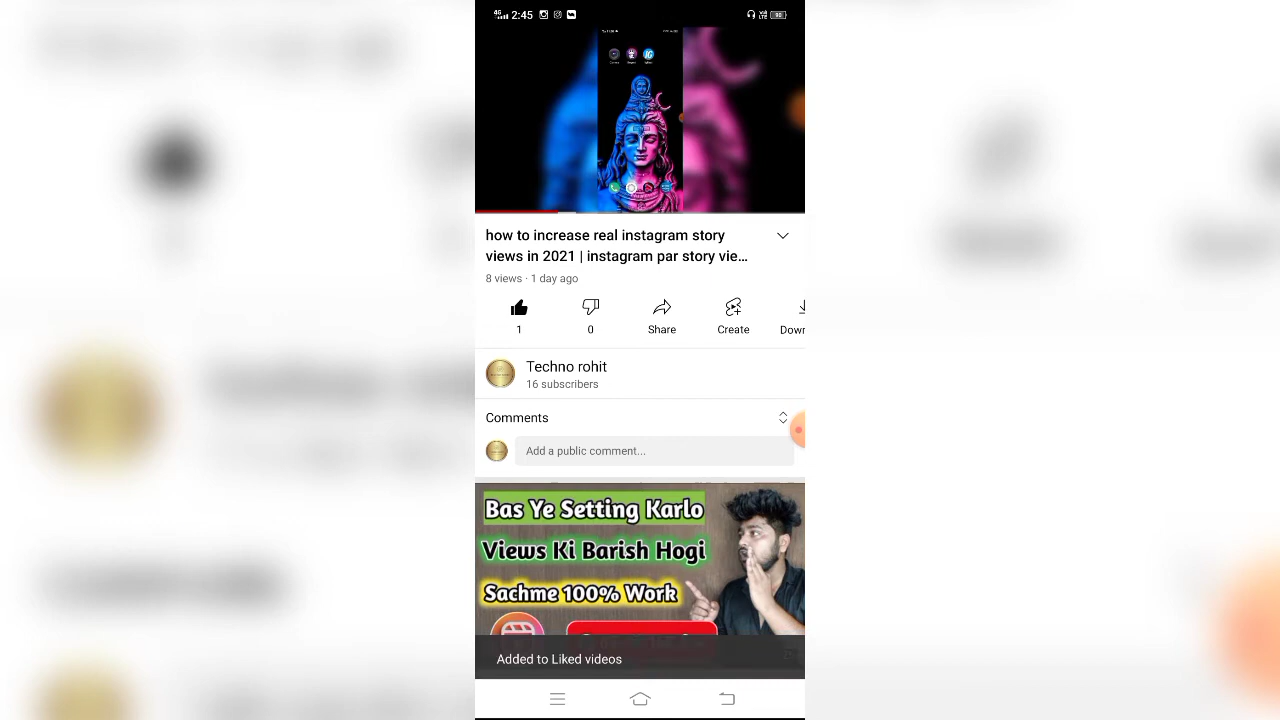 4G 2:45
90
how to increase real instagram story
views in 2021 | instagram par story vie...
8 views · 1 day ago
1
0
Share
Create
Down
Techno rohit
16 subscribers
Comments
Add a public comment...
Bas Ye Setting Karlo
Views Ki Barish Hogi
Sachme 100% Work
Added to Liked videos